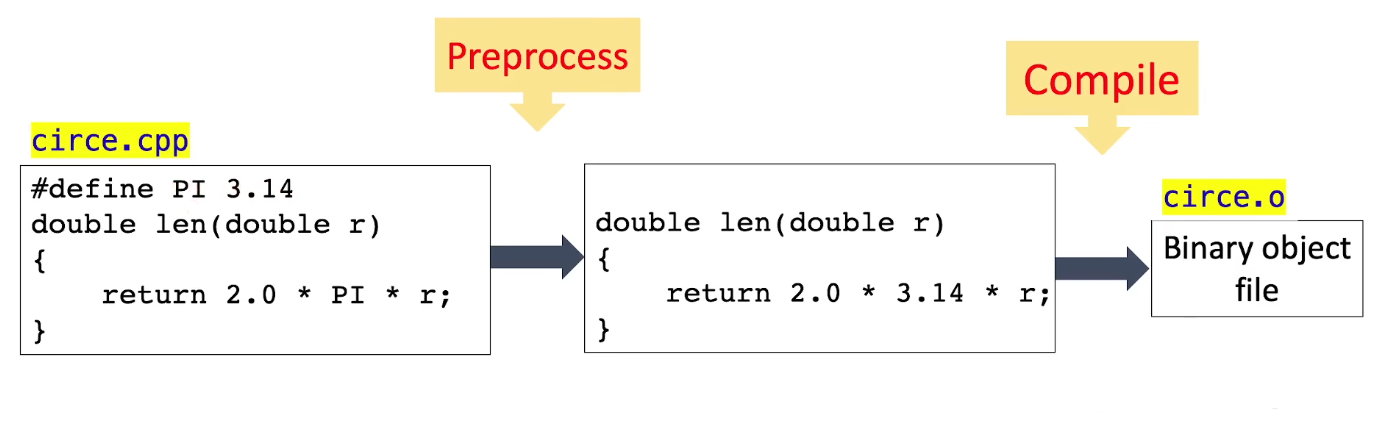 Preprocess
Compile
circe.cpp
#define PI 3.14
double len(double r)
{
    return 2.0 * PI * r;
}
double len(double r)
{
    return 2.0 * 3.14 * r;
}
circe.o
Binary object
file